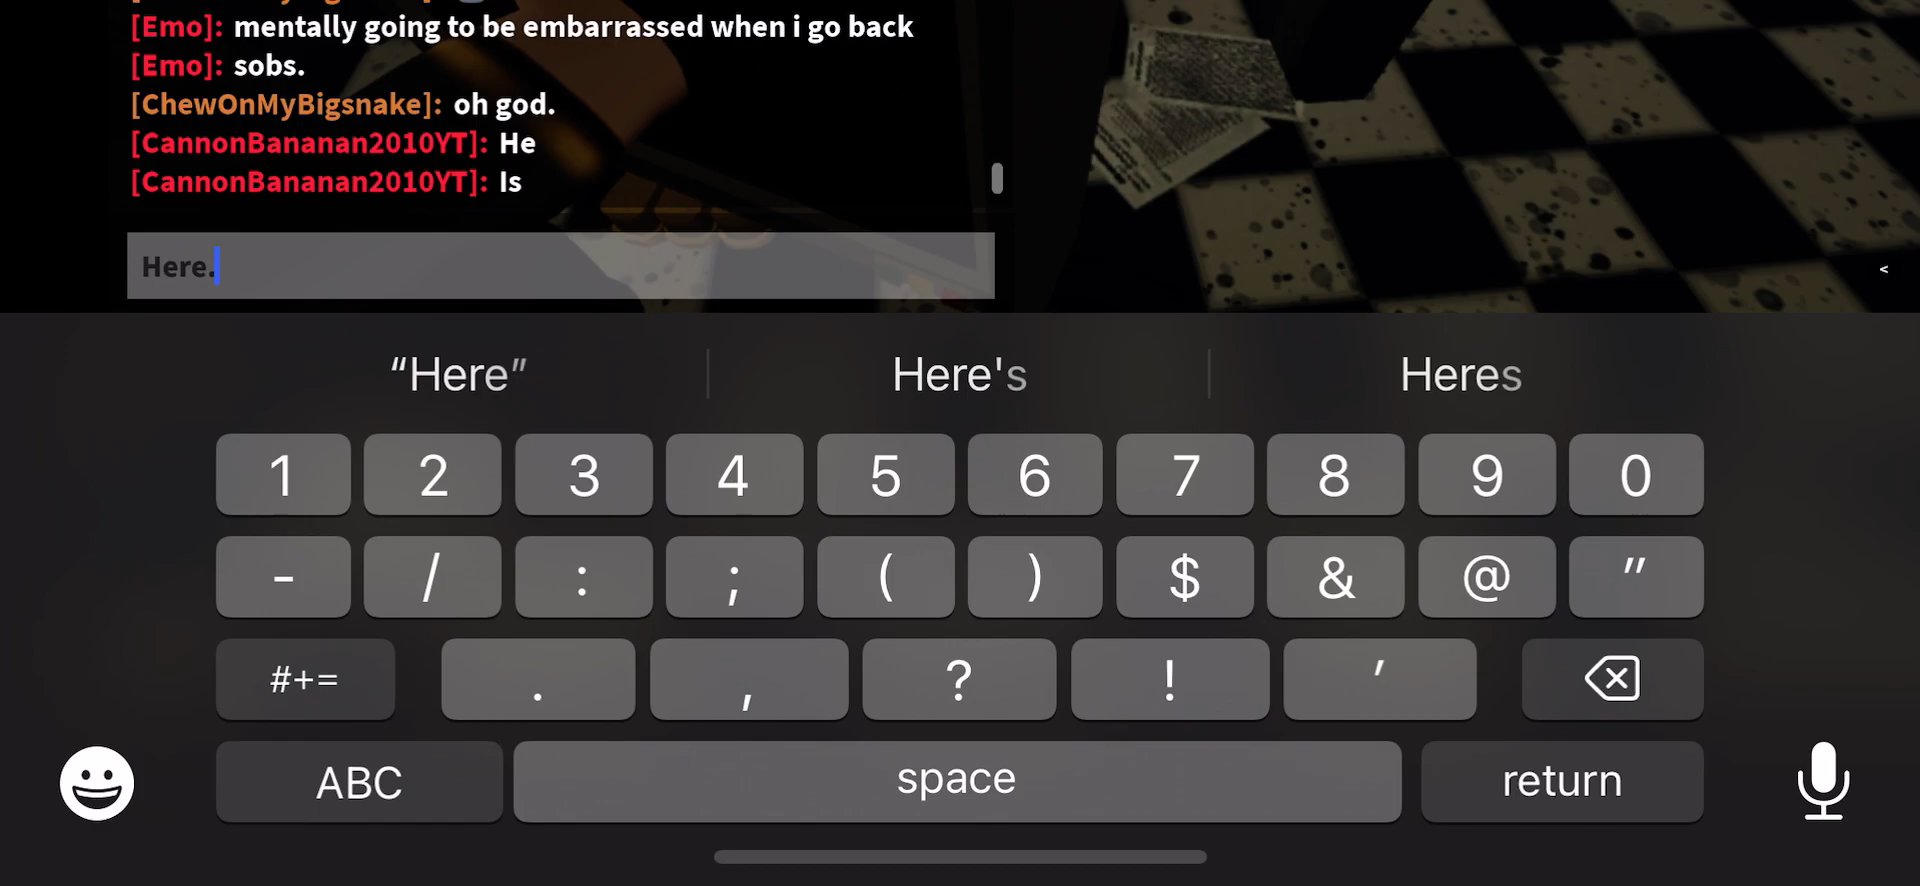 [Emo]: mentally going to be embarrassed when i go back
[Emo]: sobs.
[ChewOnMyBigsnake]: oh god.
[CannonBananan2010YT]: He
[CannonBananan2010YT]: Is
Here.
<
“Here” Here's Heres
1 2 3 4 5 6 7 8 9 0
- / : ; ( ) $ & @ "
#+= . , ? ! '
ABC space return